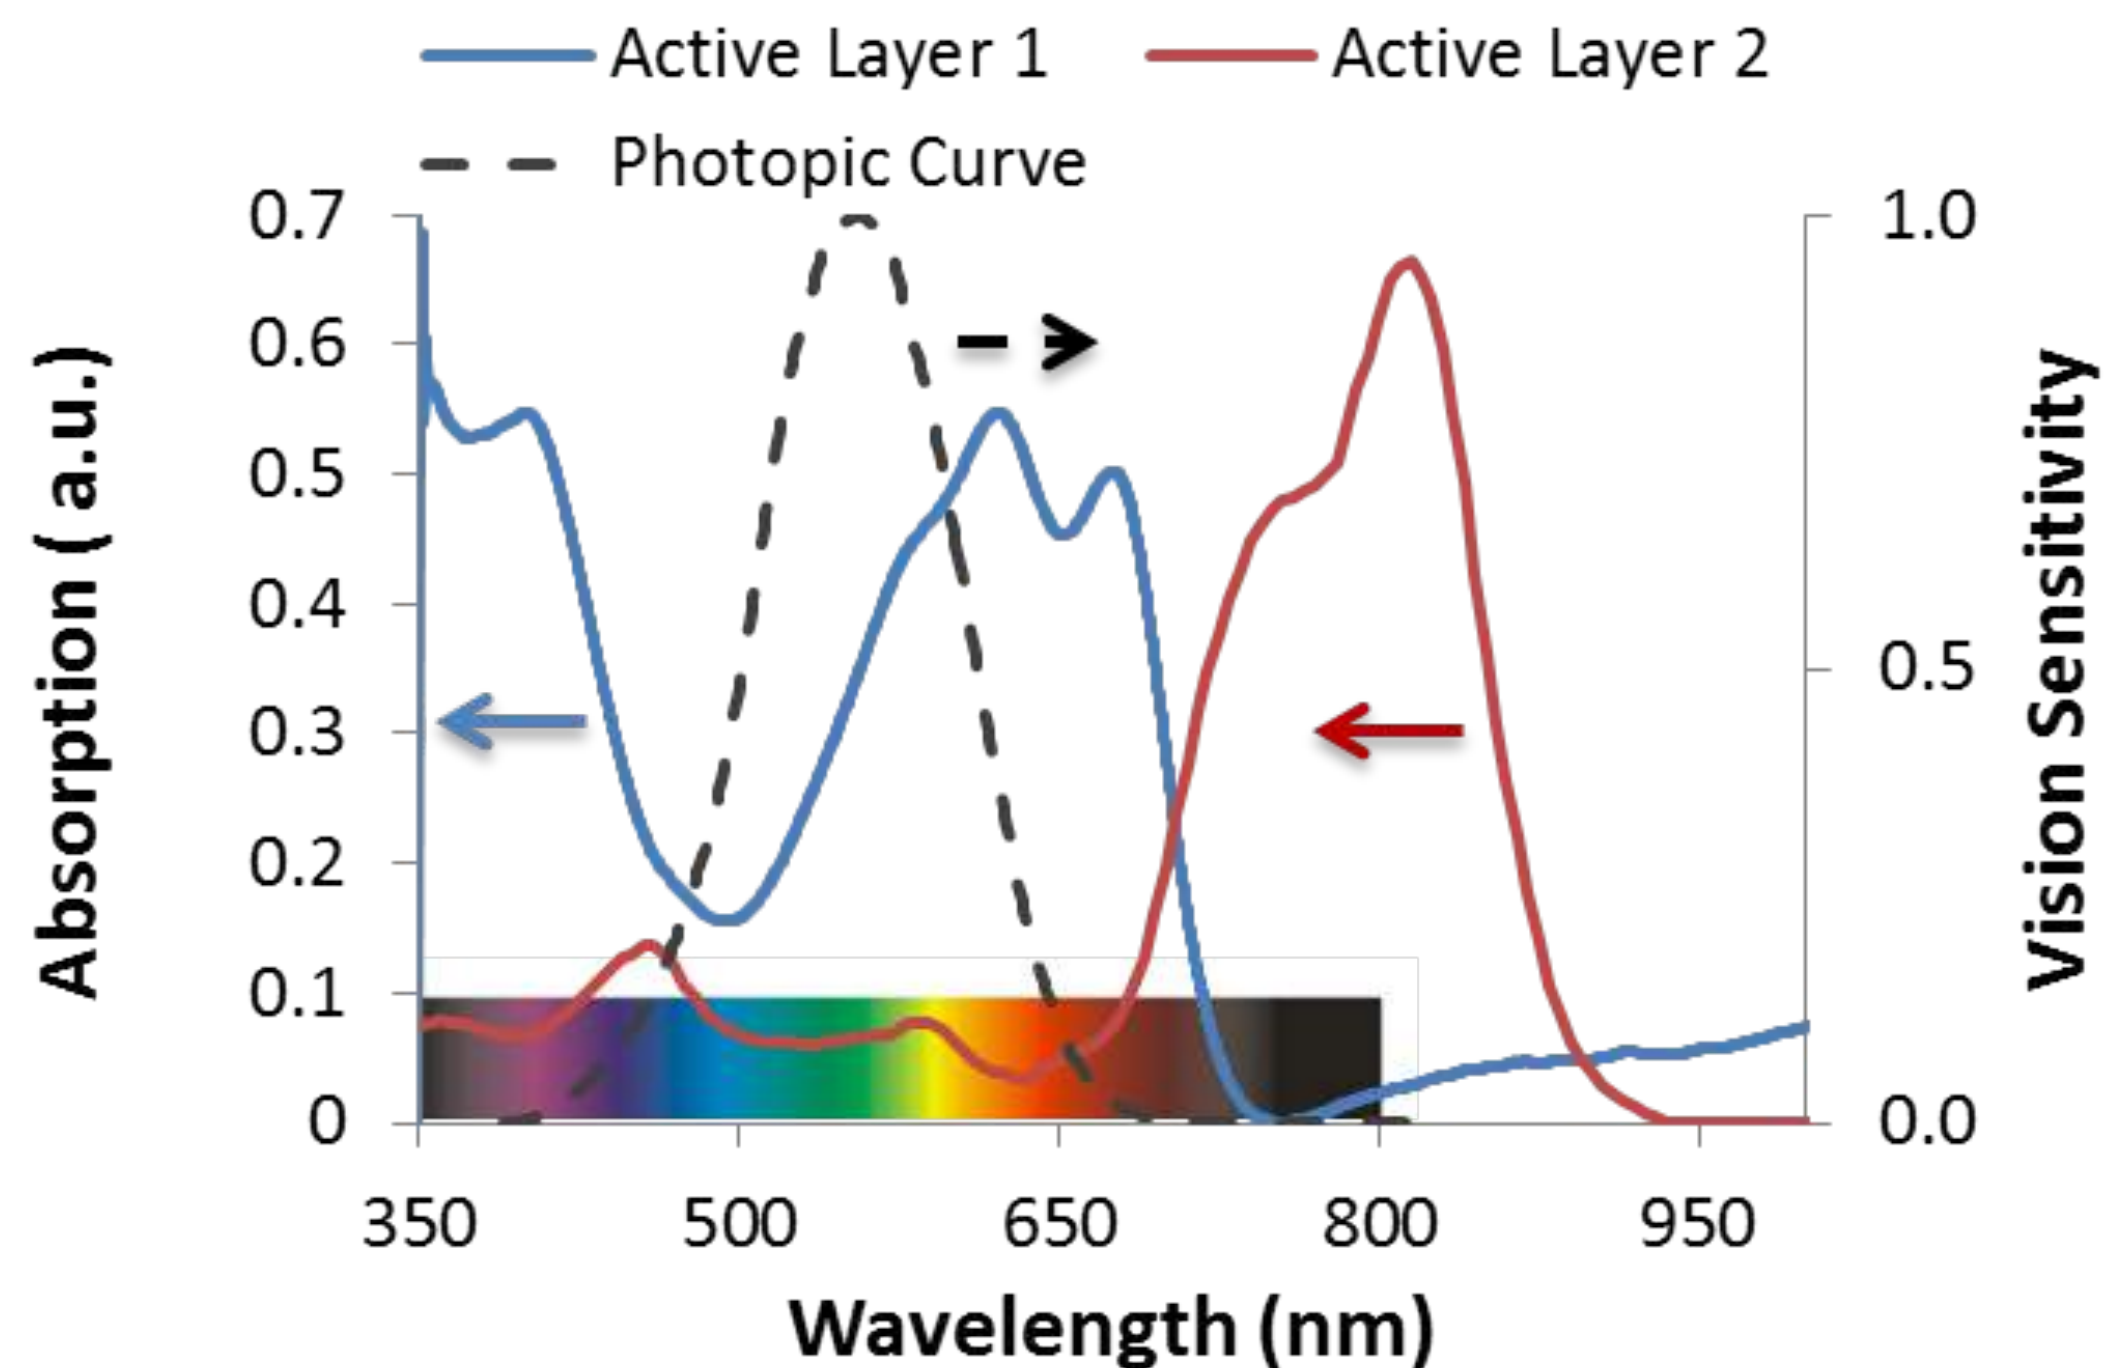 Active Layer 1 Active Layer 2
Photopic Curve
0.7
0.6
0.5
0.4
0.3
0.2
0.1
0
Absorption ( a.u.)
1.0
0.5
0.0
Vision Sensitivity
350 500 650 800 950
Wavelength (nm)